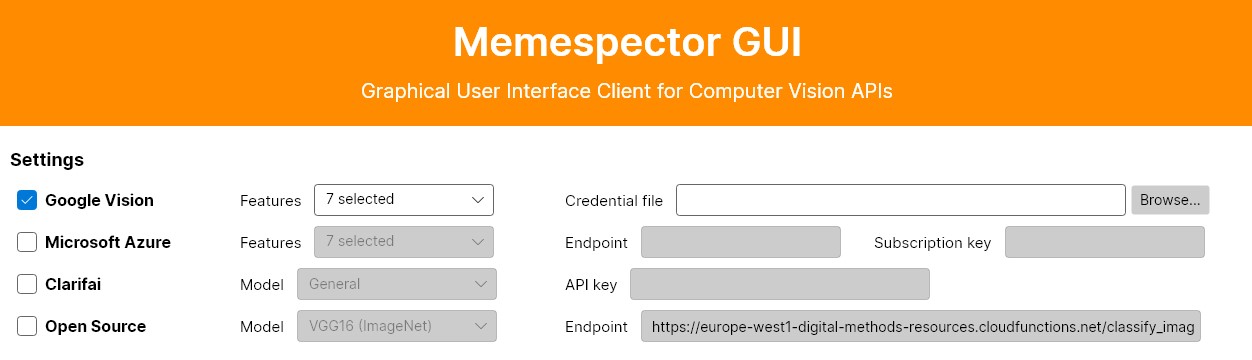 Memespector GUI
Graphical User Interface Client for Computer Vision APIs
Settings
Google Vision Features 7 selected Credential file Browse...
Microsoft Azure Features 7 selected Endpoint Subscription key
Clarifai Model General API key
Open Source Model VGG16 (ImageNet) Endpoint https://europe-west1-digital-methods-resources.cloudfunctions.net/classify_imag